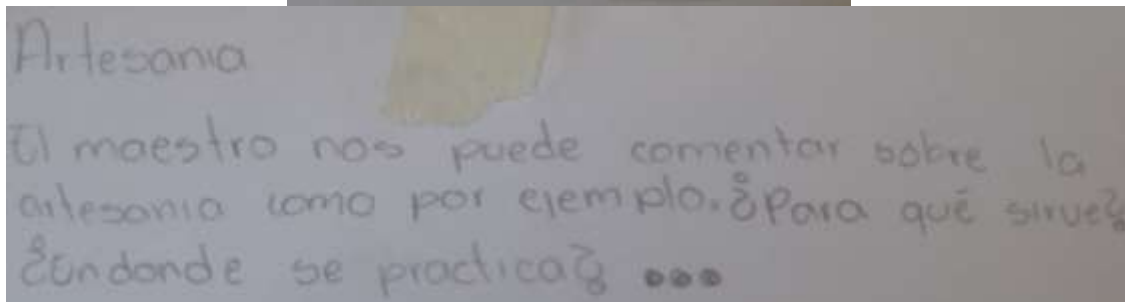 Artesania
El maestro nos puede comentar sobre la
artesania como por ejemplo. ¿Para qué sirve?
¿En donde se practica? ...